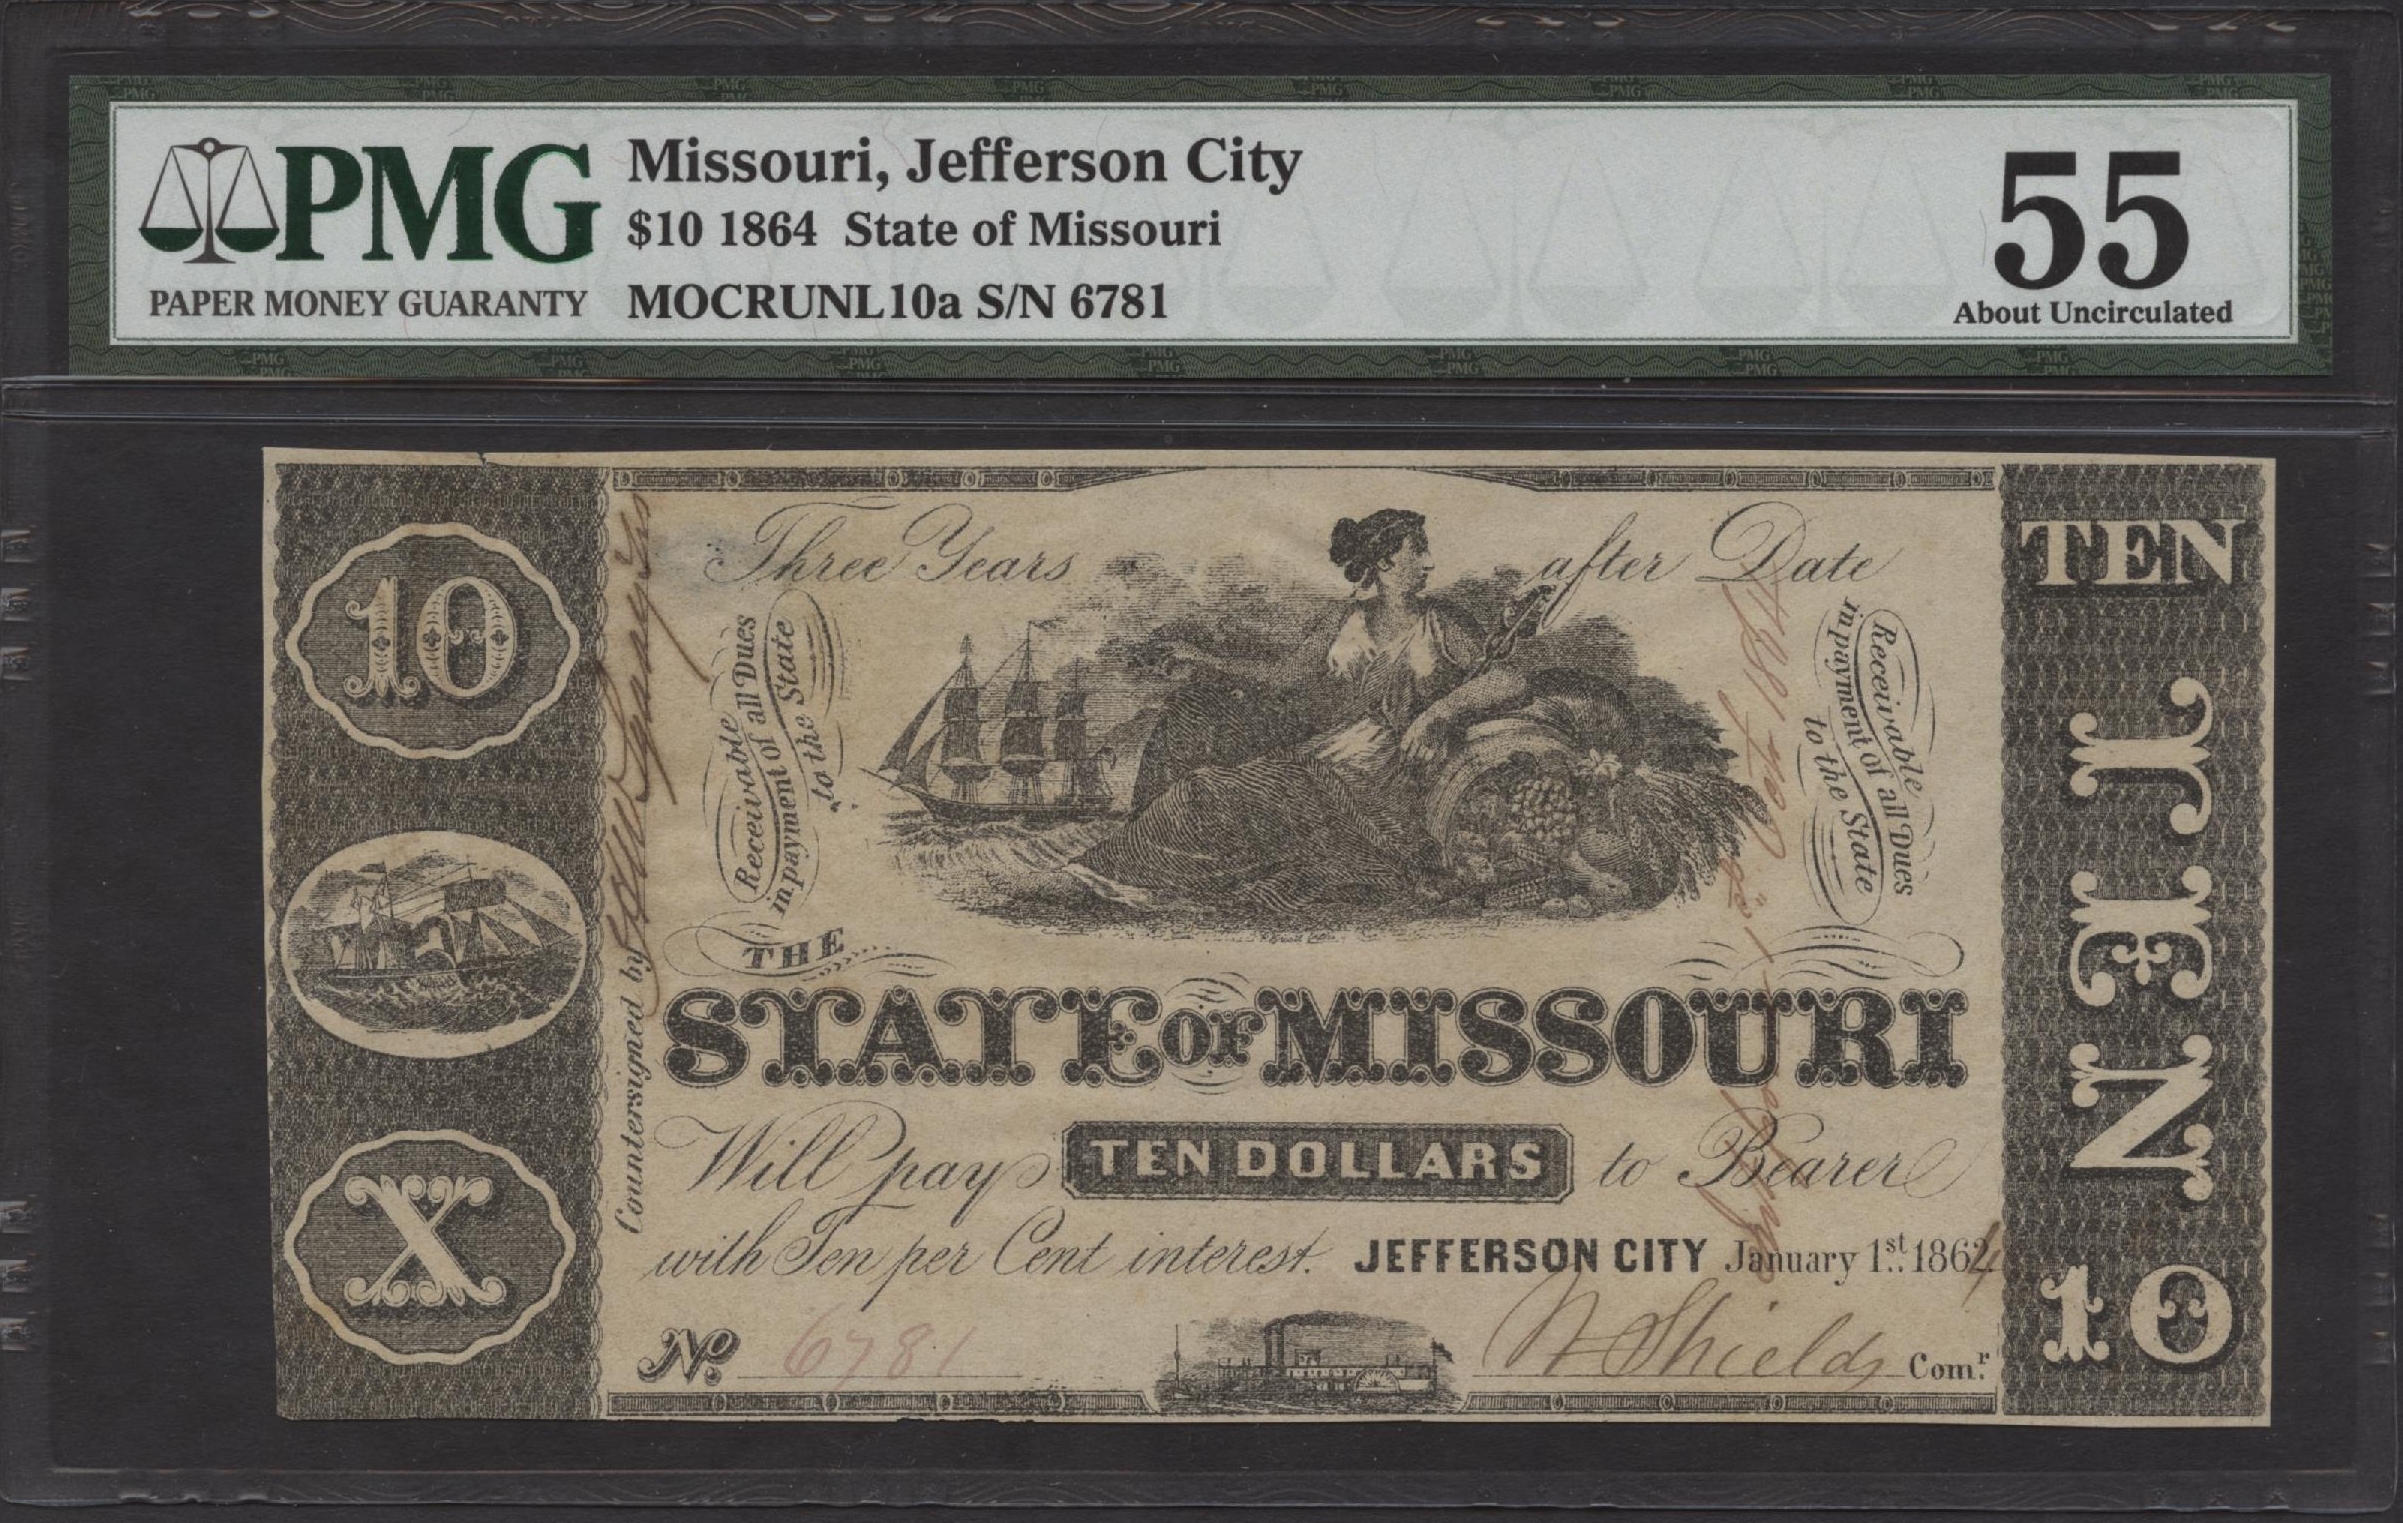 PMG
PAPER MONEY GUARANTY
Missouri, Jefferson City
$10 1864 State of Missouri
MOCRUNL10a S/N 6781
55
About Uncirculated
10
X
Countersigned by
Three Years after Date
Receivable
in payment of all Dues
to the State
Receivable
in payment of all Dues
to the State
THE
STATE OF MISSOURI
Will pay TEN DOLLARS to Bearer
with Ten per Cent interest. JEFFERSON CITY January 1st 1864
No. 6781
Shields Comr.
TEN
TEN
10